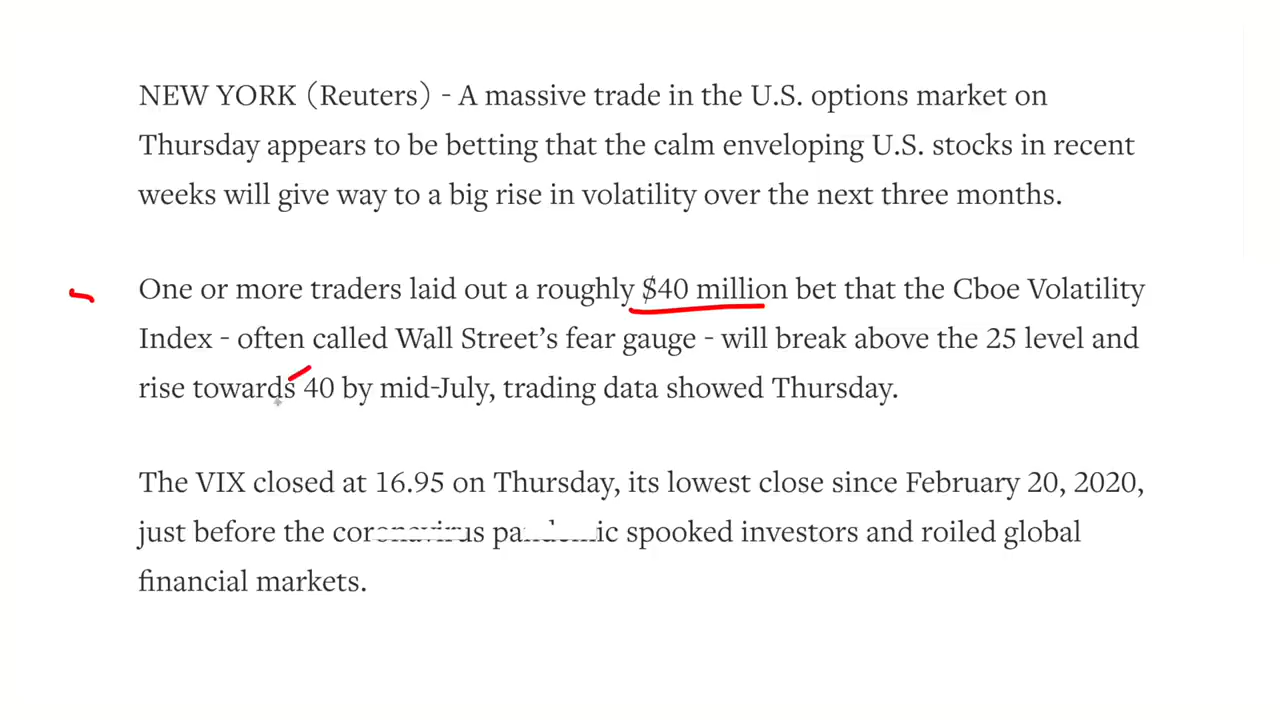 NEW YORK (Reuters) - A massive trade in the U.S. options market on
Thursday appears to be betting that the calm enveloping U.S. stocks in recent
weeks will give way to a big rise in volatility over the next three months.
One or more traders laid out a roughly $40 million bet that the Cboe Volatility
Index - often called Wall Street’s fear gauge - will break above the 25 level and
rise towards 40 by mid-July, trading data showed Thursday.
The VIX closed at 16.95 on Thursday, its lowest close since February 20, 2020,
just before the coronavirus pandemic spooked investors and roiled global
financial markets.